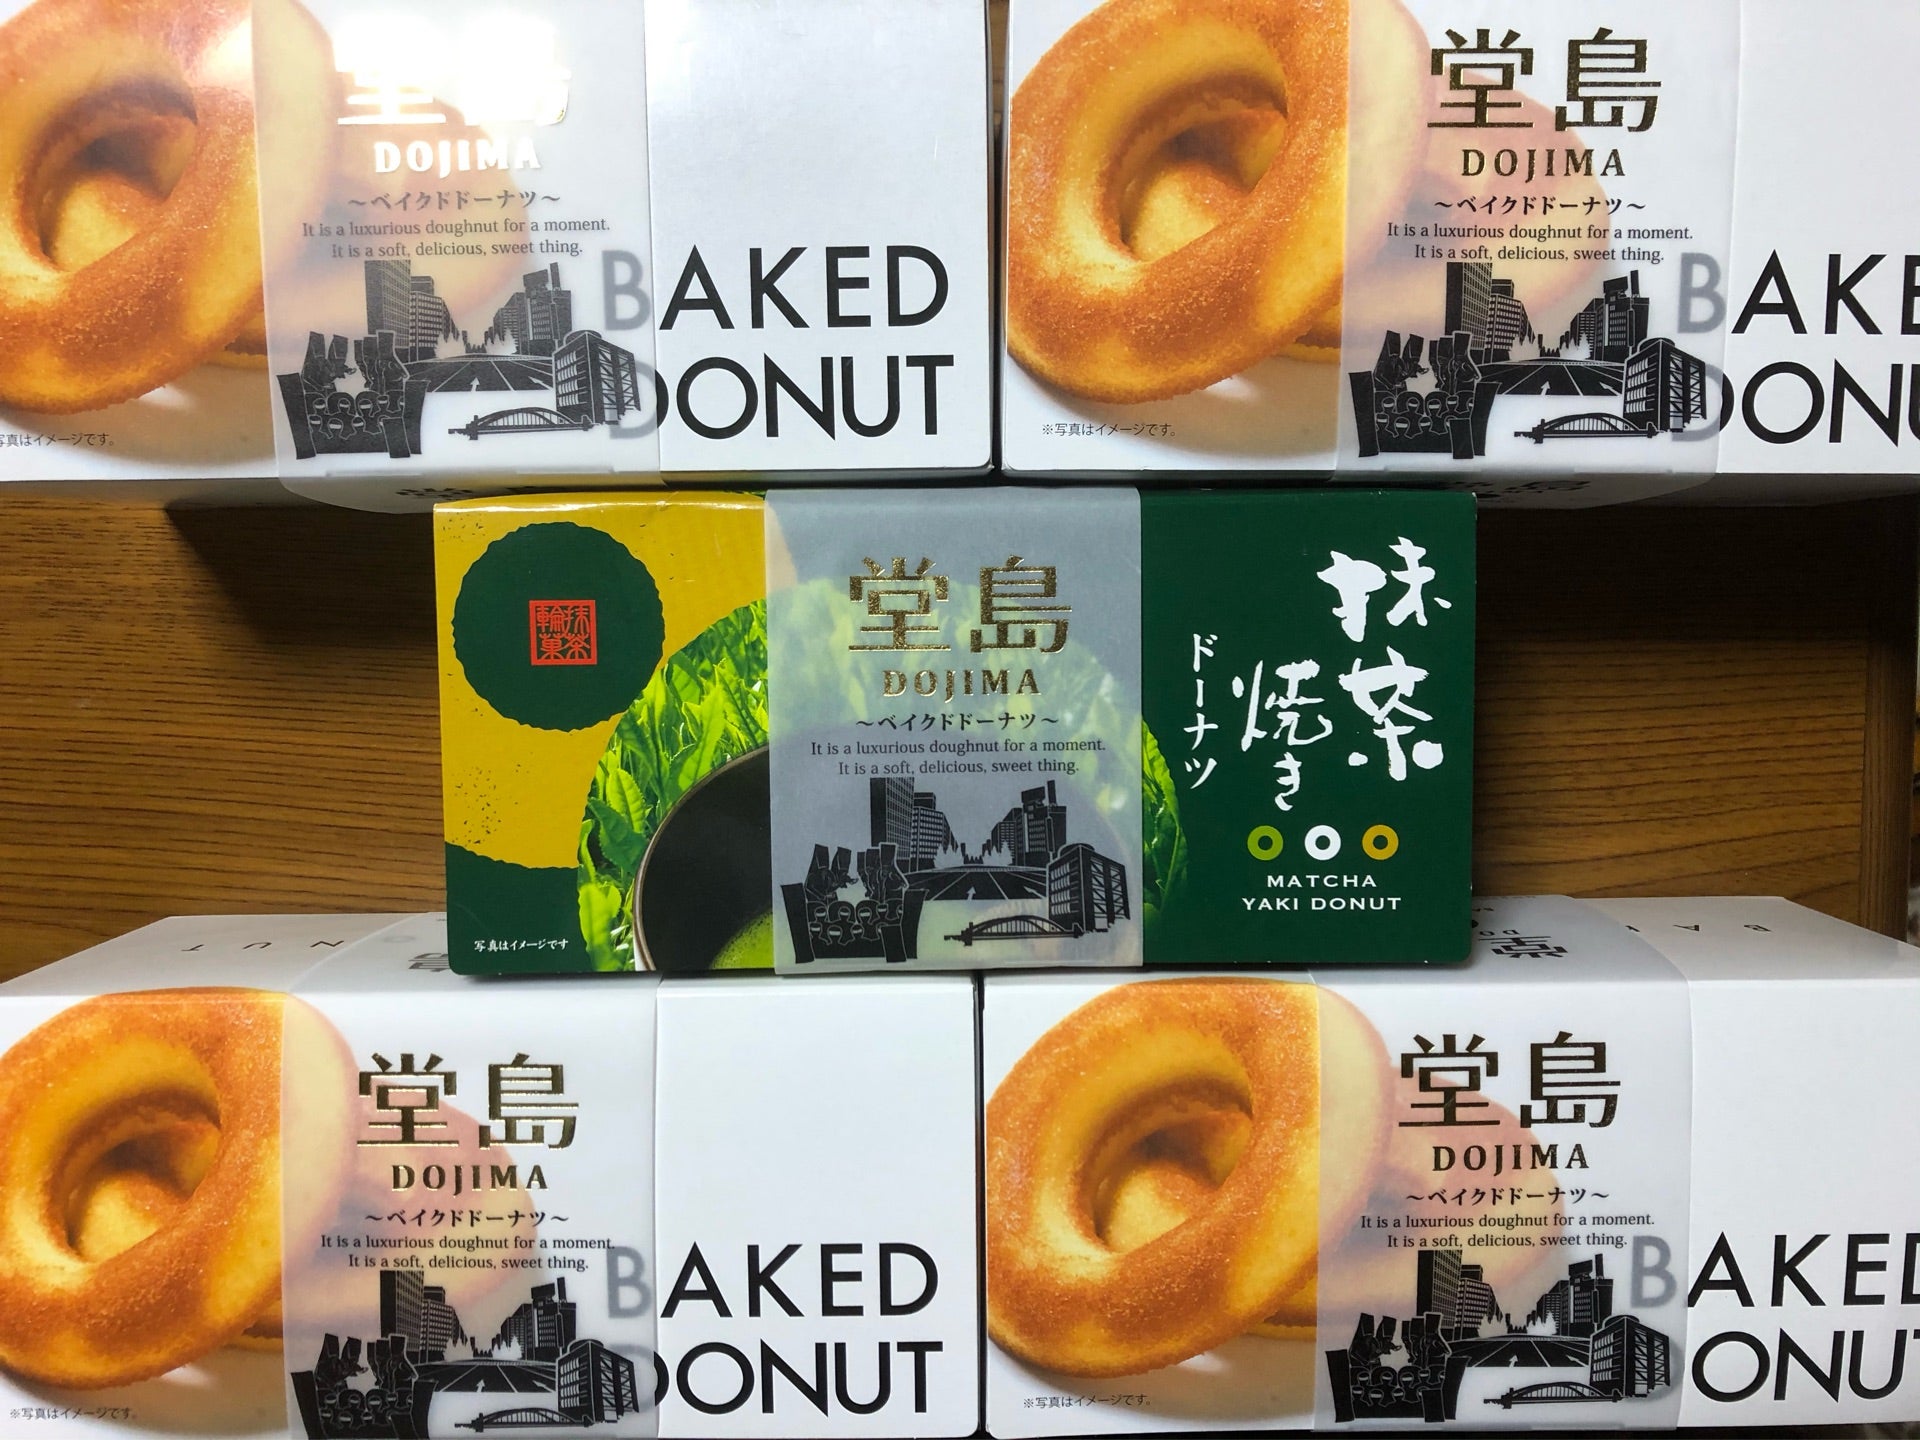 堂島
DOJIMA
～ベイクドドーナツ～
It is a luxurious doughnut for a moment.
It is a soft, delicious, sweet thing.
BAKED
DONUT
写真はイメージです。
堂島
DOJIMA
～ベイクドドーナツ～
It is a luxurious doughnut for a moment.
It is a soft, delicious, sweet thing.
BAKE
DONU
※写真はイメージです。
抹茶
輪菓
堂島
DOJIMA
～ベイクドドーナツ～
It is a luxurious doughnut for a moment.
It is a soft, delicious, sweet thing.
抹茶
焼き
ドーナツ
MATCHA
YAKI DONUT
写真はイメージです
堂島
DOJIMA
～ベイクドドーナツ～
It is a luxurious doughnut for a moment.
It is a soft, delicious, sweet thing.
BAKED
DONUT
※写真はイメージです。
堂島
DOJIMA
～ベイクドドーナツ～
It is a luxurious doughnut for a moment.
It is a soft, delicious, sweet thing.
BAKED
ONU
※写真はイメージです。